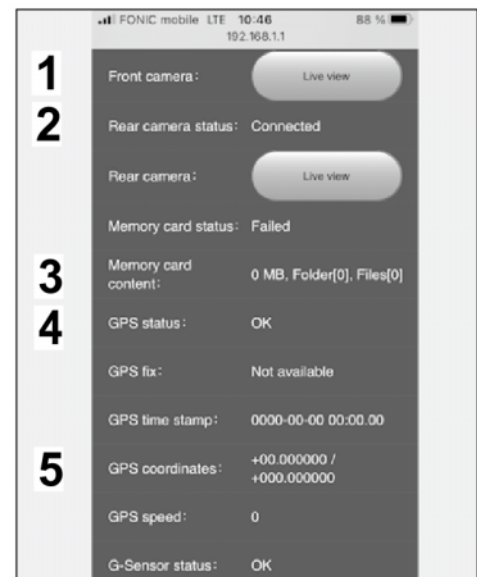 FONIC mobile LTE 10:46 88 %
192.168.1.1
1 Front camera: Live view
2 Rear camera status: Connected
Rear camera: Live view
Memory card status: Failed
3 Memory card
content: 0 MB, Folder[0], Files[0]
4 GPS status: OK
GPS fix: Not available
GPS time stamp: 0000-00-00 00:00.00
5 GPS coordinates: +00.000000 /
+000.000000
GPS speed: 0
G-Sensor status: OK